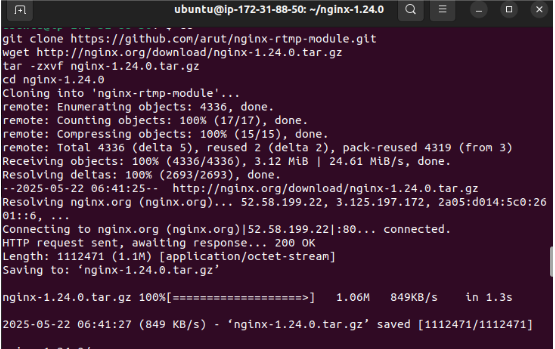 ubuntu@ip-172-31-88-50: ~/nginx-1.24.0
git clone https://github.com/arut/nginx-rtmp-module.git
wget http://nginx.org/download/nginx-1.24.0.tar.gz
tar -zxvf nginx-1.24.0.tar.gz
cd nginx-1.24.0
Cloning into 'nginx-rtmp-module'...
remote: Enumerating objects: 4336, done.
remote: Counting objects: 100% (17/17), done.
remote: Compressing objects: 100% (15/15), done.
remote: Total 4336 (delta 5), reused 2 (delta 2), pack-reused 4319 (from 3)
Receiving objects: 100% (4336/4336), 3.12 MiB | 24.61 MiB/s, done.
Resolving deltas: 100% (2693/2693), done.
--2025-05-22 06:41:25--  http://nginx.org/download/nginx-1.24.0.tar.gz
Resolving nginx.org (nginx.org)... 52.58.199.22, 3.125.197.172, 2a05:d014:5c0:26
01::6, ...
Connecting to nginx.org (nginx.org)|52.58.199.22|:80... connected.
HTTP request sent, awaiting response... 200 OK
Length: 1112471 (1.1M) [application/octet-stream]
Saving to: ‘nginx-1.24.0.tar.gz’
nginx-1.24.0.tar.gz 100%[===================>]   1.06M   849KB/s    in 1.3s
2025-05-22 06:41:27 (849 KB/s) - ‘nginx-1.24.0.tar.gz’ saved [1112471/1112471]